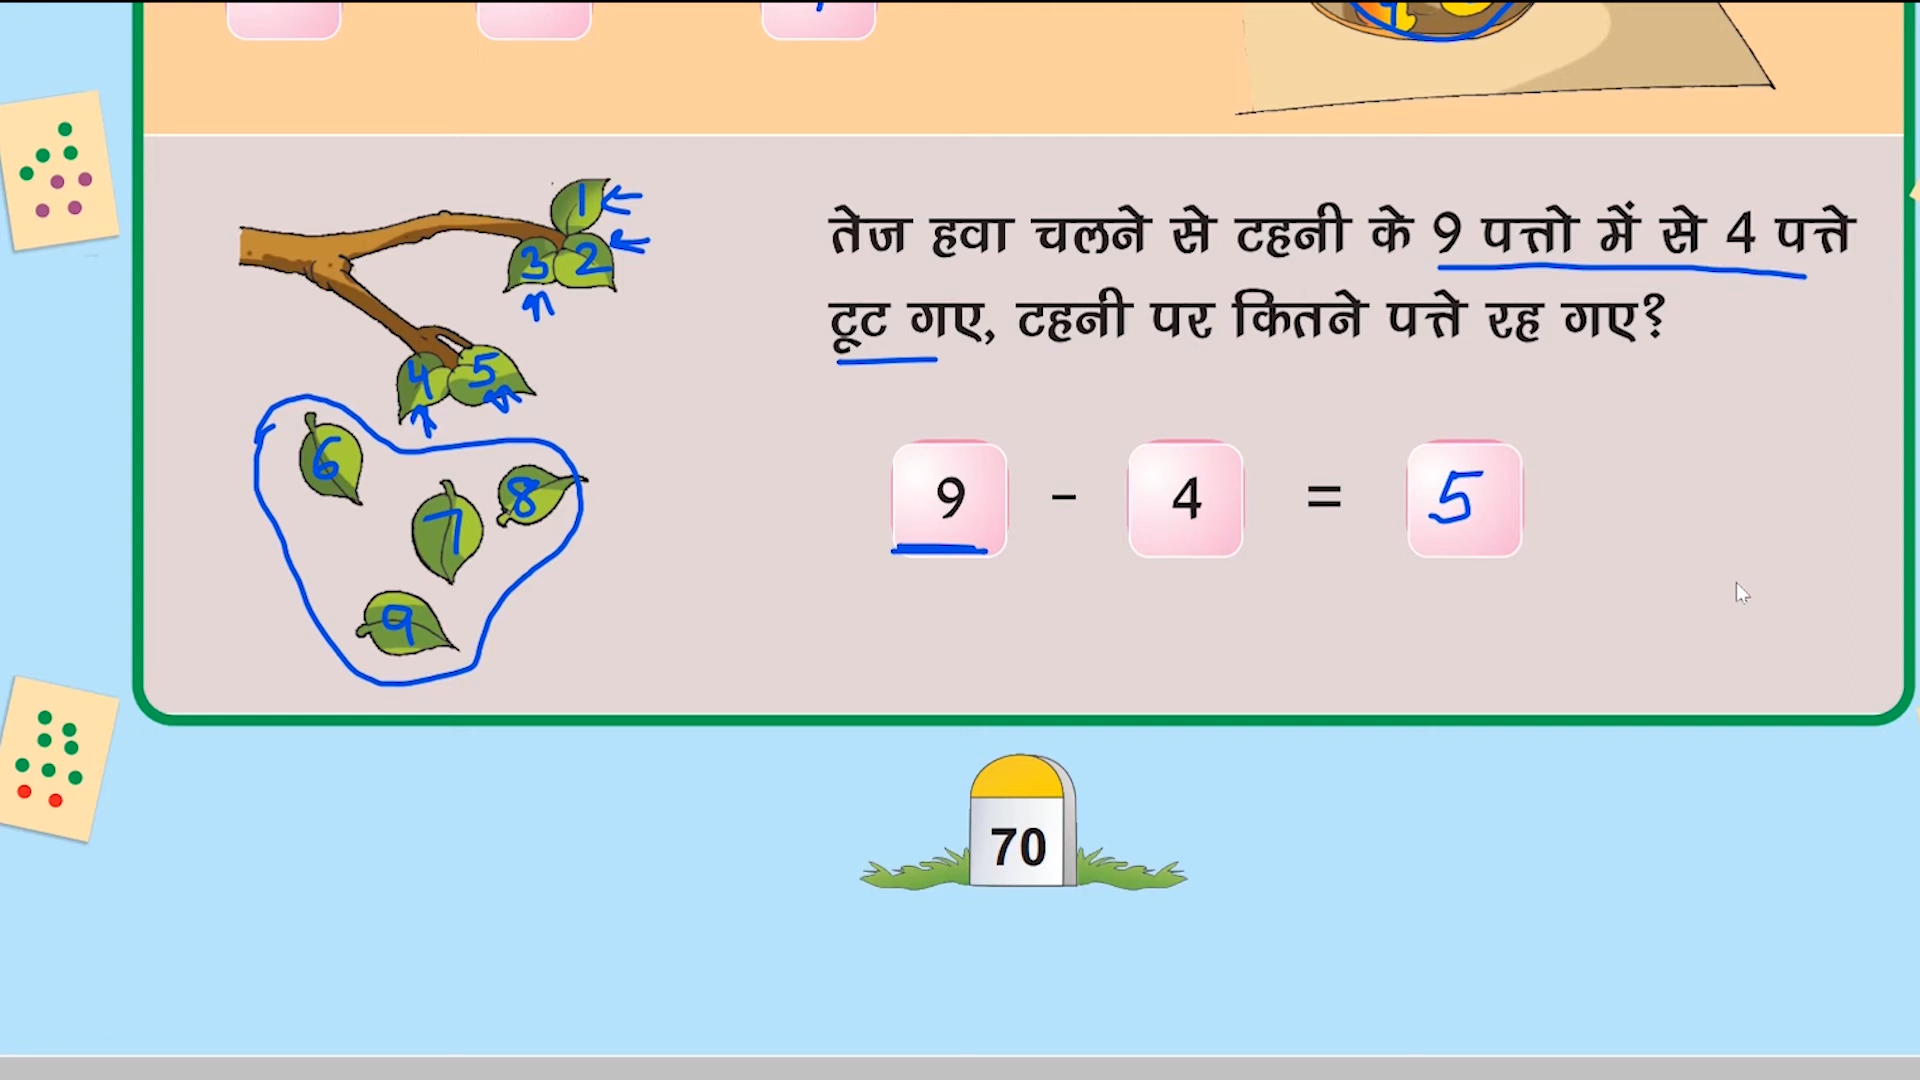 तेज हवा चलने से टहनी के 9 पत्तो में से 4 पत्ते
टूट गए, टहनी पर कितने पत्ते रह गए?
1
3 2
4 5
6
7 8
9
9 - 4 = 5
70